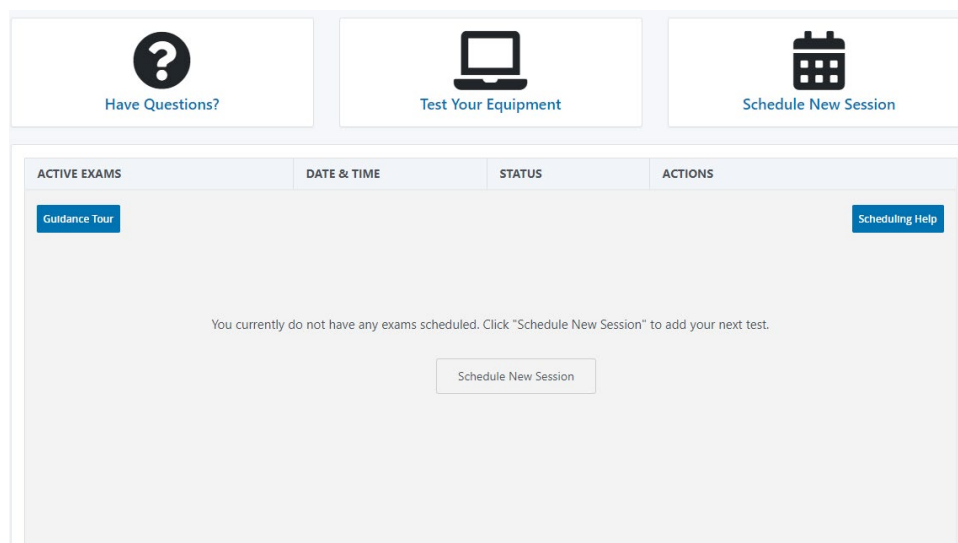 Have Questions?
Test Your Equipment
Schedule New Session
ACTIVE EXAMS
DATE & TIME
STATUS
ACTIONS
Guidance Tour
Scheduling Help
You currently do not have any exams scheduled. Click "Schedule New Session" to add your next test.
Schedule New Session